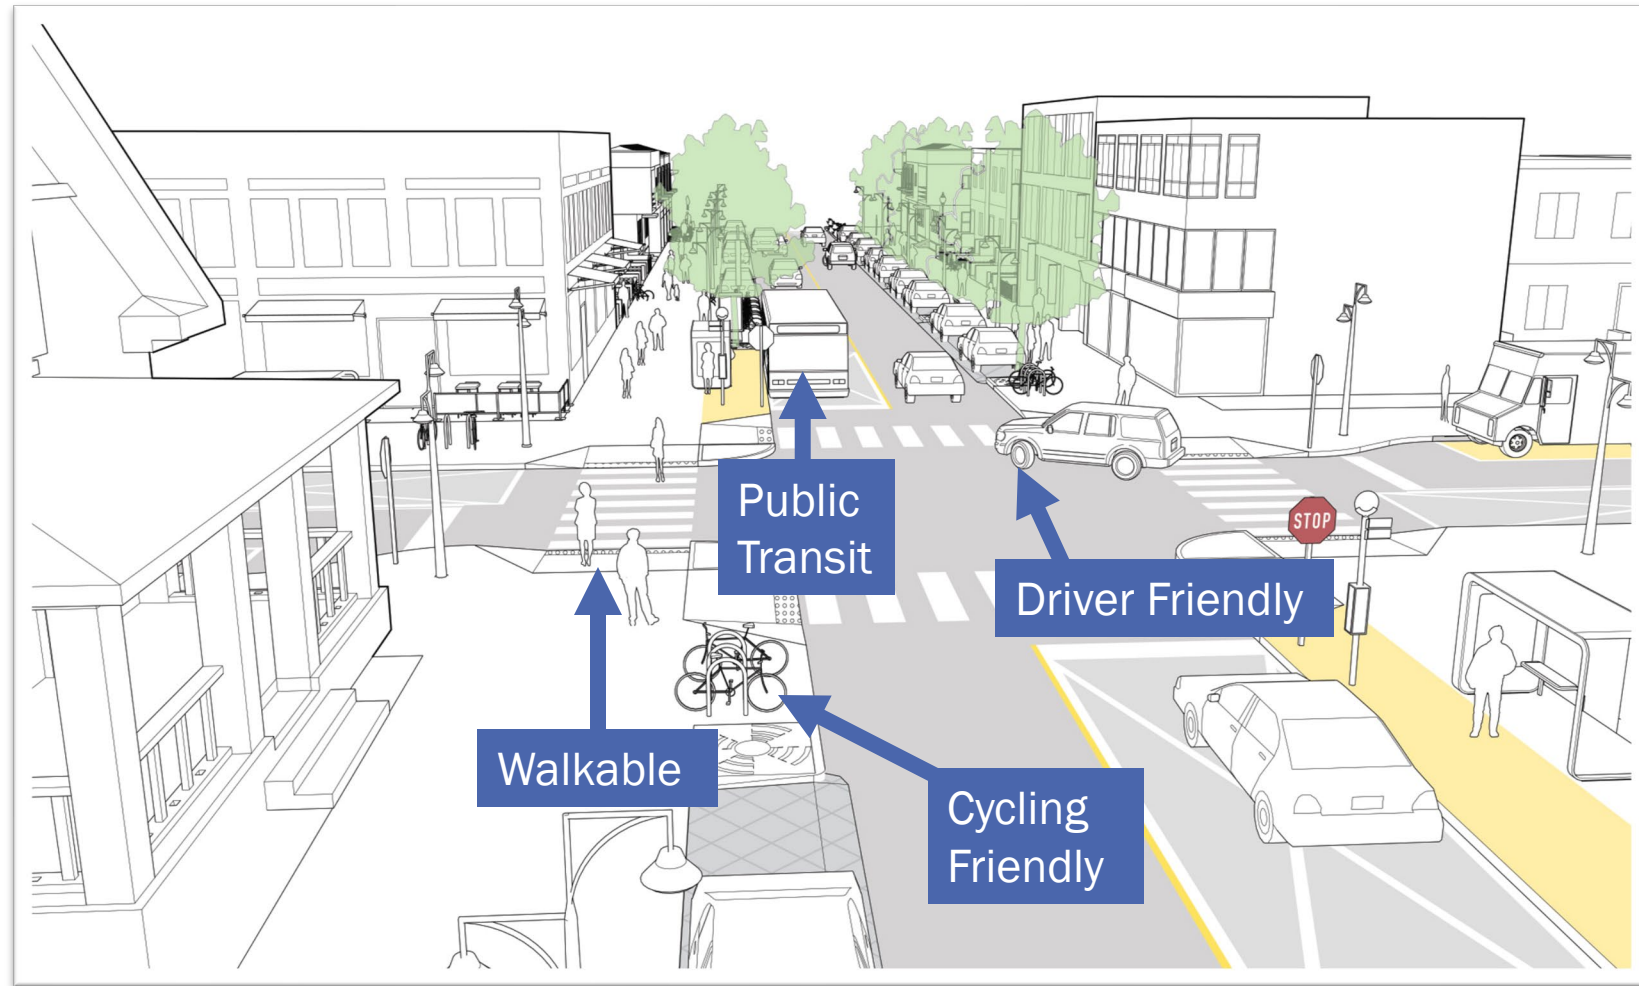 Public
Transit
STOP
Driver Friendly
Walkable
Cycling
Friendly